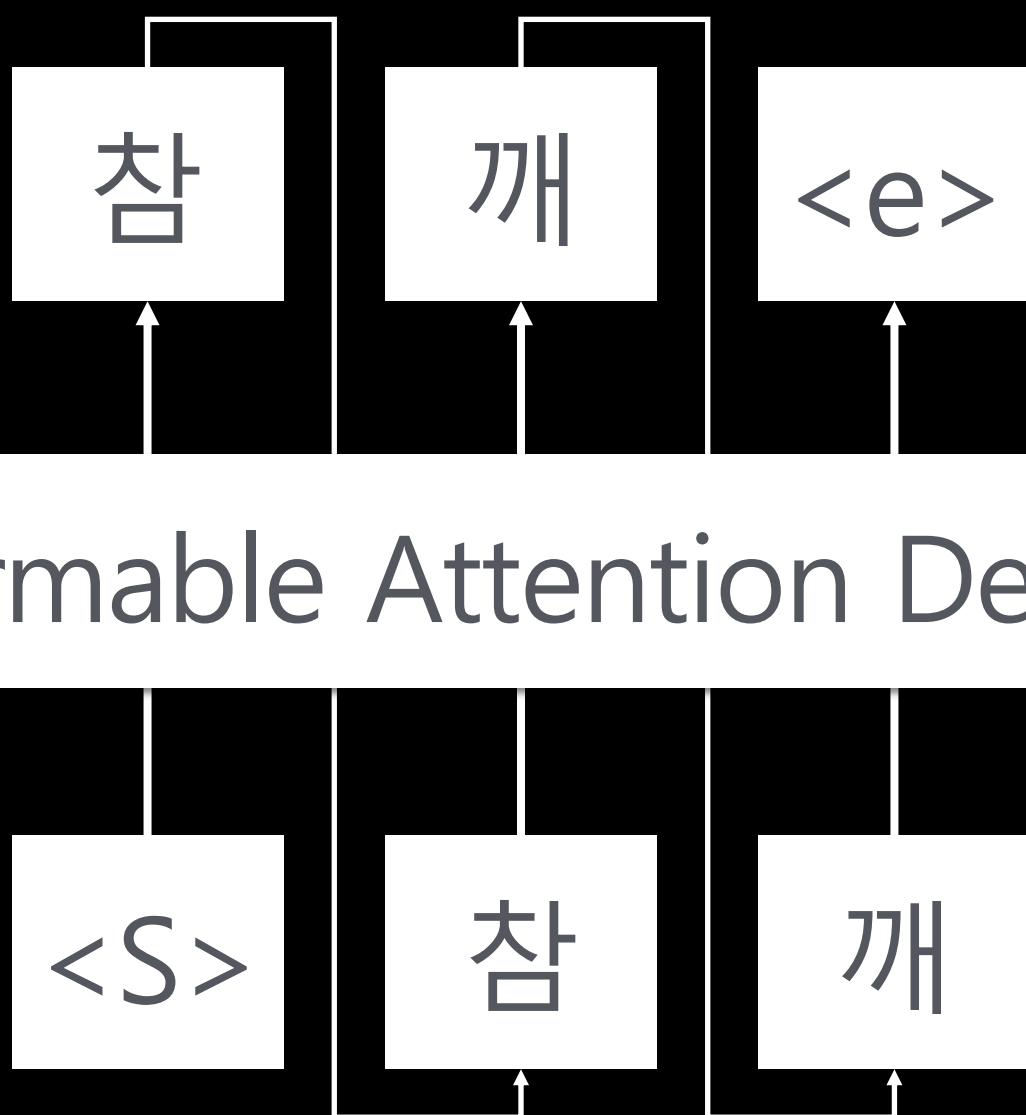 참 깨 <e>
rmable Attention De
<S> 참 깨